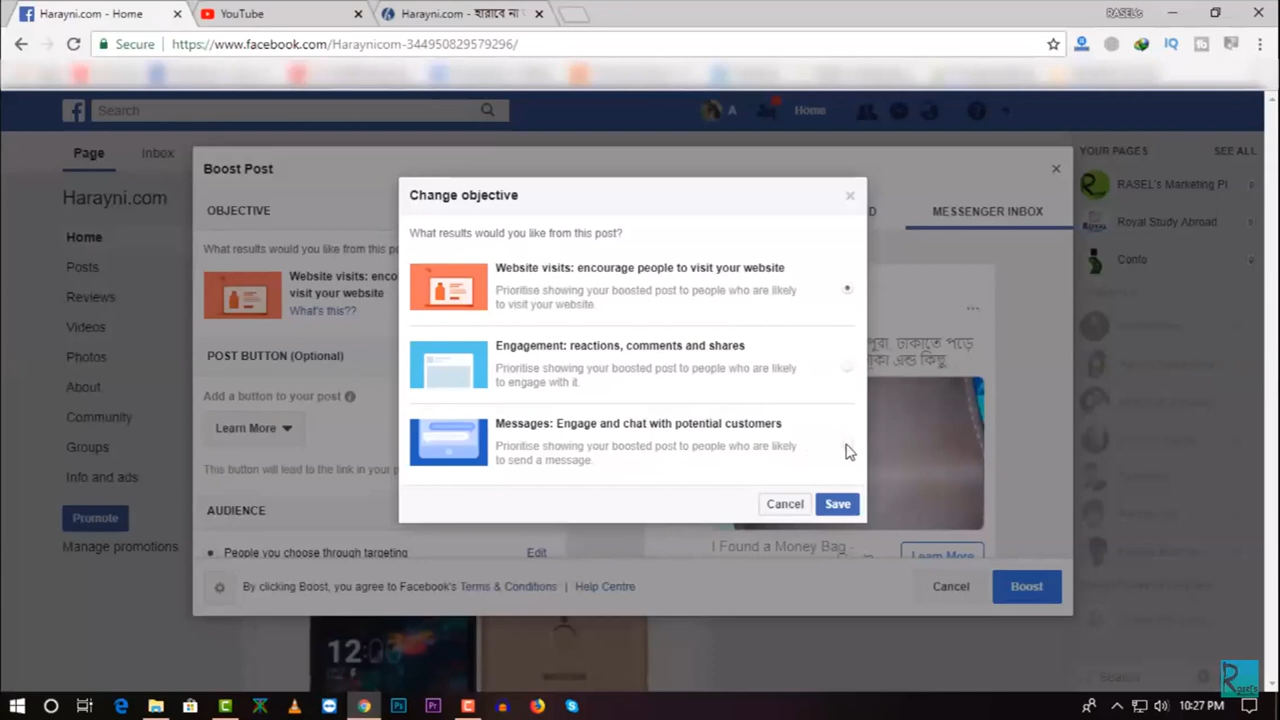 Harayni.com - Home
YouTube
Harayni.com - হারাবে না
RASEL's
Secure
https://www.facebook.com/Haraynicom-344950829579296/
Search
A
Home
Page
Inbox
Harayni.com
Home
Posts
Reviews
Videos
Photos
About
Community
Groups
Info and ads
Promote
Manage promotions
Boost Post
OBJECTIVE
What results would you like from this po
Website visits: enco
visit your website
What's this??
POST BUTTON (Optional)
Add a button to your post
Learn More
This button will lead to the link in your p
AUDIENCE
People you choose through targeting
Edit
By clicking Boost, you agree to Facebook's Terms & Conditions | Help Centre
Cancel
Boost
Change objective
What results would you like from this post?
Website visits: encourage people to visit your website
Prioritise showing your boosted post to people who are likely
to visit your website.
Engagement: reactions, comments and shares
Prioritise showing your boosted post to people who are likely
to engage with it.
Messages: Engage and chat with potential customers
Prioritise showing your boosted post to people who are likely
to send a message.
Cancel
Save
D
MESSENGER INBOX
ঢাকাতে পড়ে
এন্ড কিছু
I Found a Money Bag -
Learn More
YOUR PAGES
SEE ALL
RASEL's Marketing Pl
Royal Study Abroad
Confo
Search
12:00
Rasel's
10:27 PM